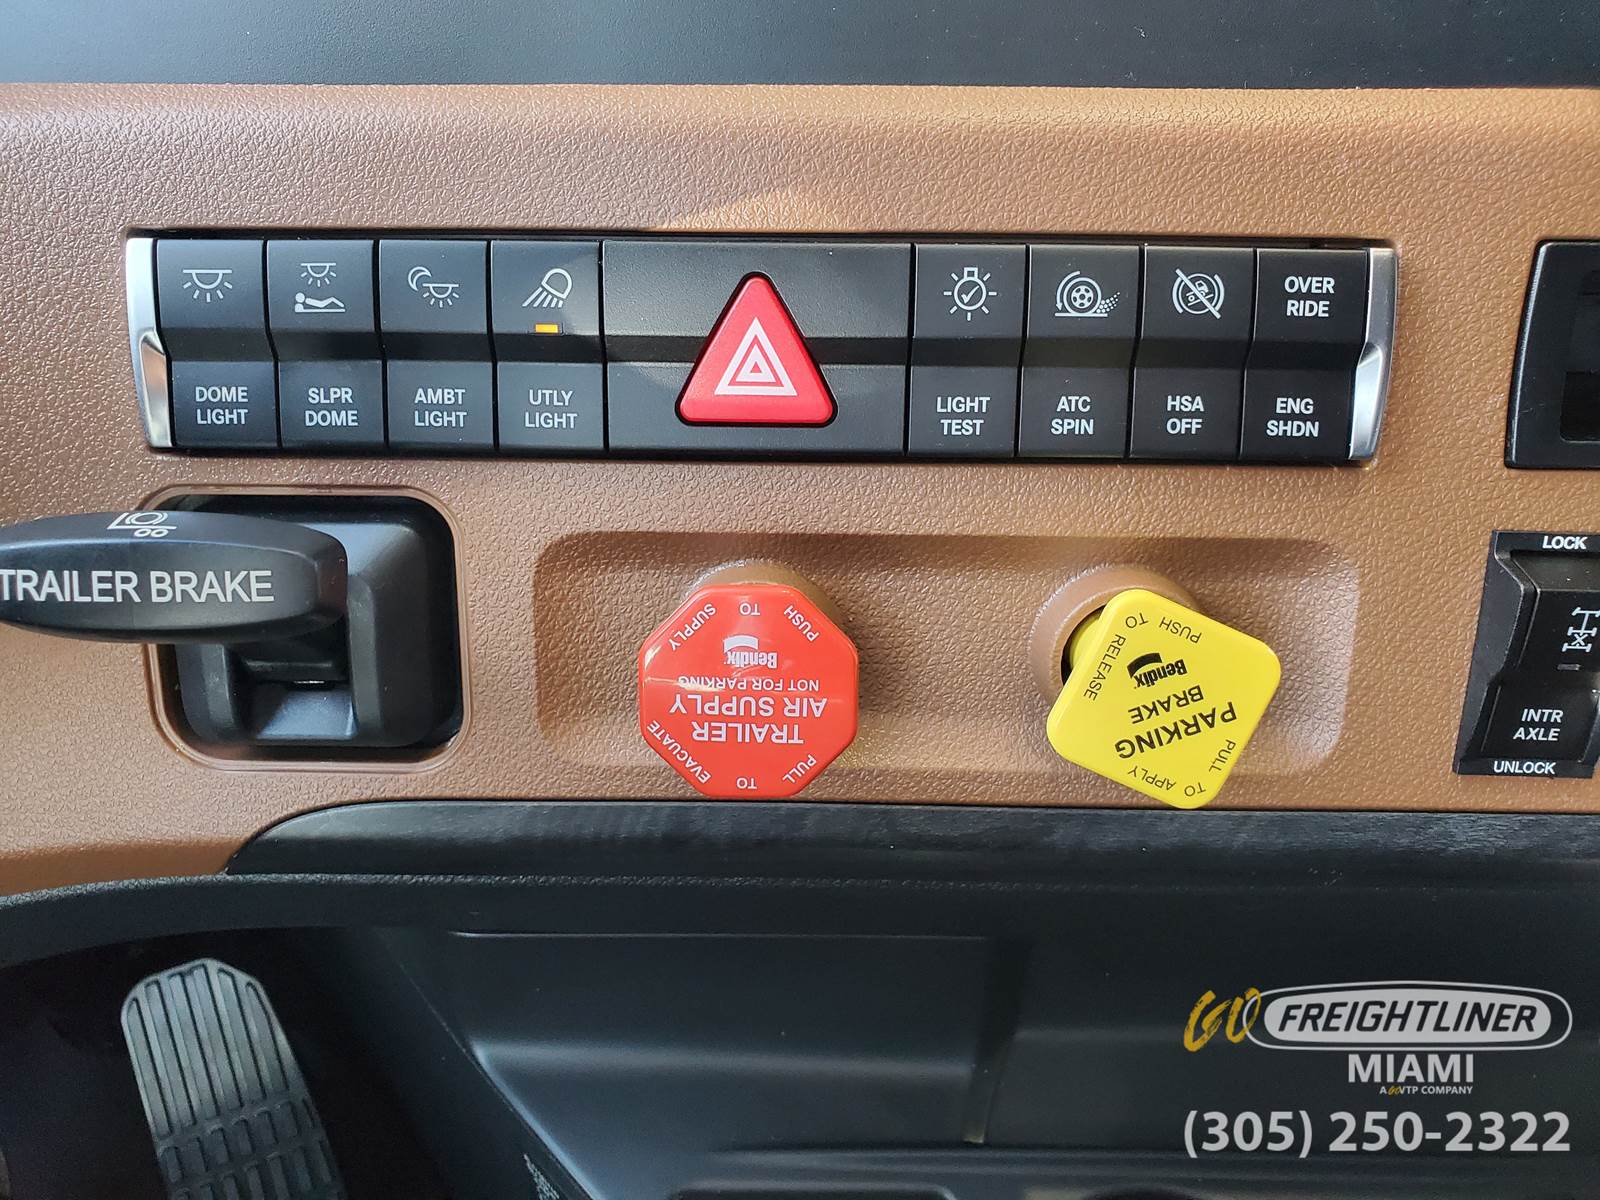 DOME
LIGHT
SLPR
DOME
AMBT
LIGHT
UTLY
LIGHT
LIGHT
TEST
ATC
SPIN
HSA
OFF
OVER
RIDE
ENG
SHDN
TRAILER BRAKE
PUSH
TO
SUPPLY
Bendix
NOT FOR PARKING
TRAILER
AIR SUPPLY
PULL
TO
EVACUATE
PUSH
TO RELEASE
Bendix
PARKING
BRAKE
PULL
TO APPLY
LOCK
INTR
AXLE
UNLOCK
GO FREIGHTLINER
MIAMI
A GOVTP COMPANY
(305) 250-2322